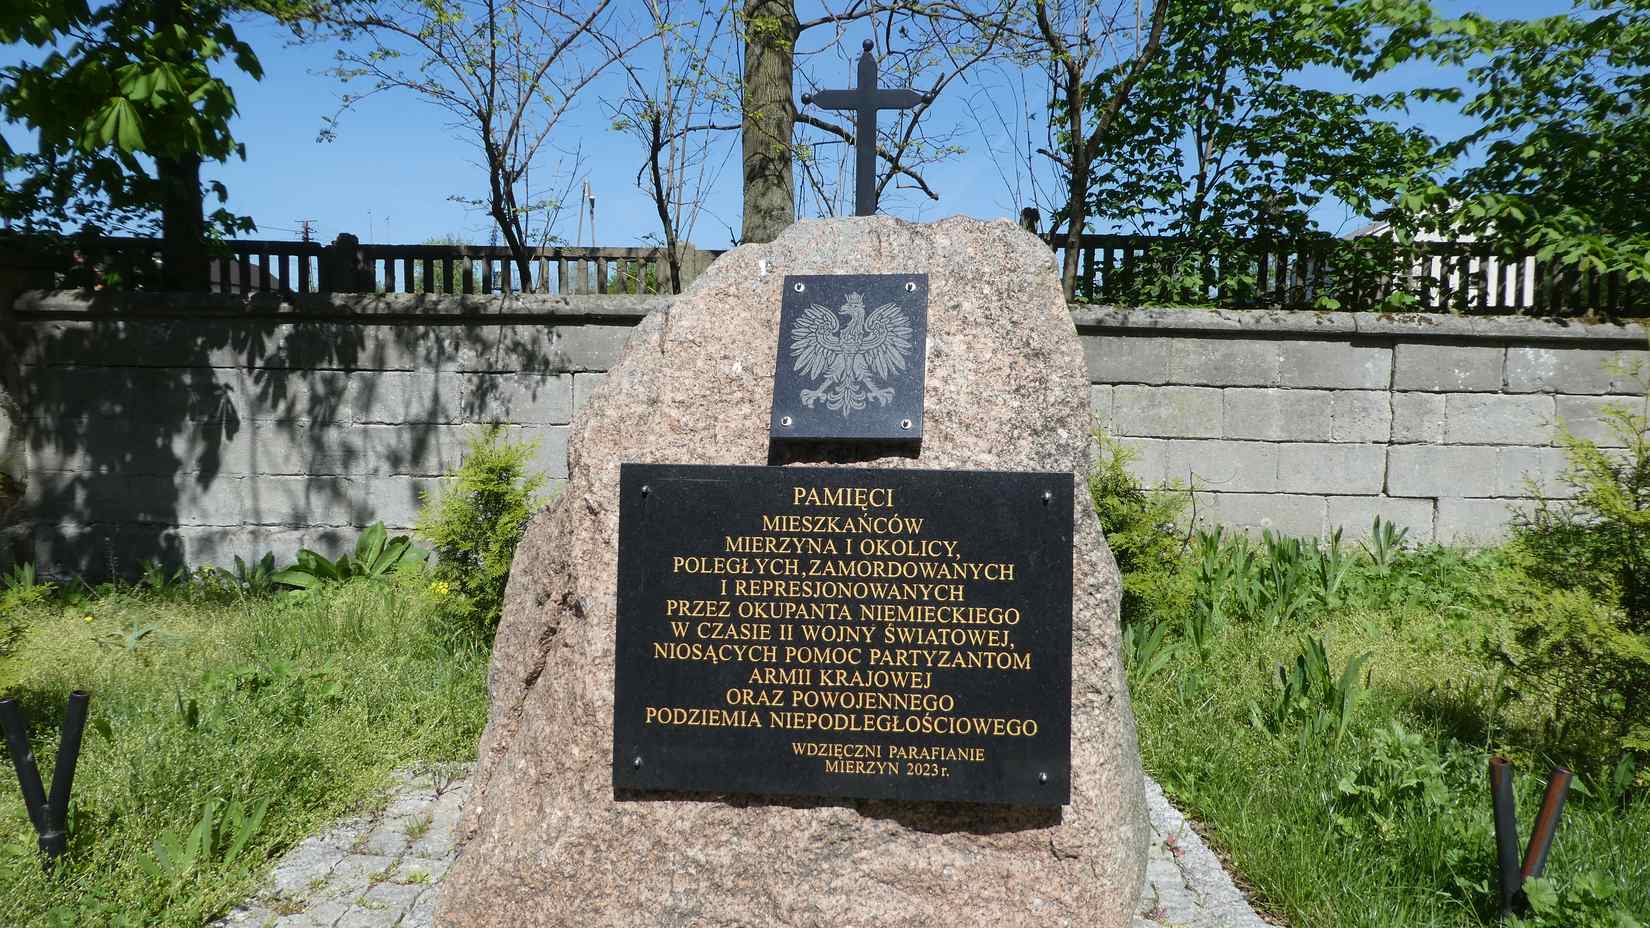 PAMIĘCI
MIESZKAŃCÓW
MIERZYNA I OKOLICY,
POLEGŁYCH, ZAMORDOWANYCH
I REPRESJONOWANYCH
PRZEZ OKUPANTA NIEMIECKIEGO
W CZASIE II WOJNY ŚWIATOWEJ,
NIOSĄCYCH POMOC PARTYZANTOM
ARMII KRAJOWEJ
ORAZ POWOJENNEGO
PODZIEMIA NIEPODLEGŁOŚCIOWEGO
WDZIĘCZNI PARAFIANIE
MIERZYN 2023 r.